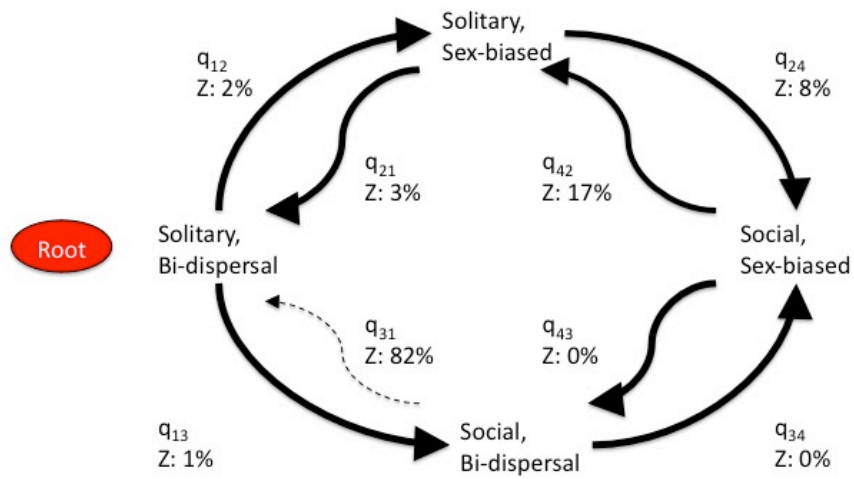 Solitary,
Sex-biased
q12
Z: 2%
q24
Z: 8%
q21
Z: 3%
q42
Z: 17%
Root
Solitary,
Bi-dispersal
Social,
Sex-biased
q31
Z: 82%
q43
Z: 0%
q13
Z: 1%
Social,
Bi-dispersal
q34
Z: 0%